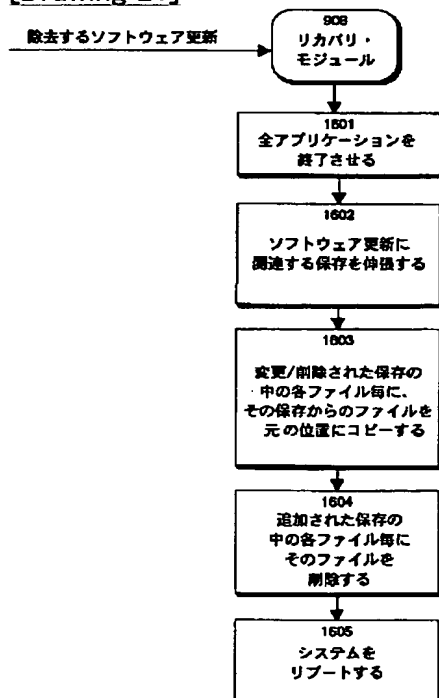 除去するソフトウェア更新
908
リカバリ・
モジュール
1601
全アプリケーションを
終了させる
1602
ソフトウェア更新に
関連する保存を伸張する
1603
変更/削除された保存の
中の各ファイル毎に、
その保存からのファイルを
元の位置にコピーする
1604
追加された保存の
中の各ファイル毎に
そのファイルを
削除する
1605
システムを
リブートする